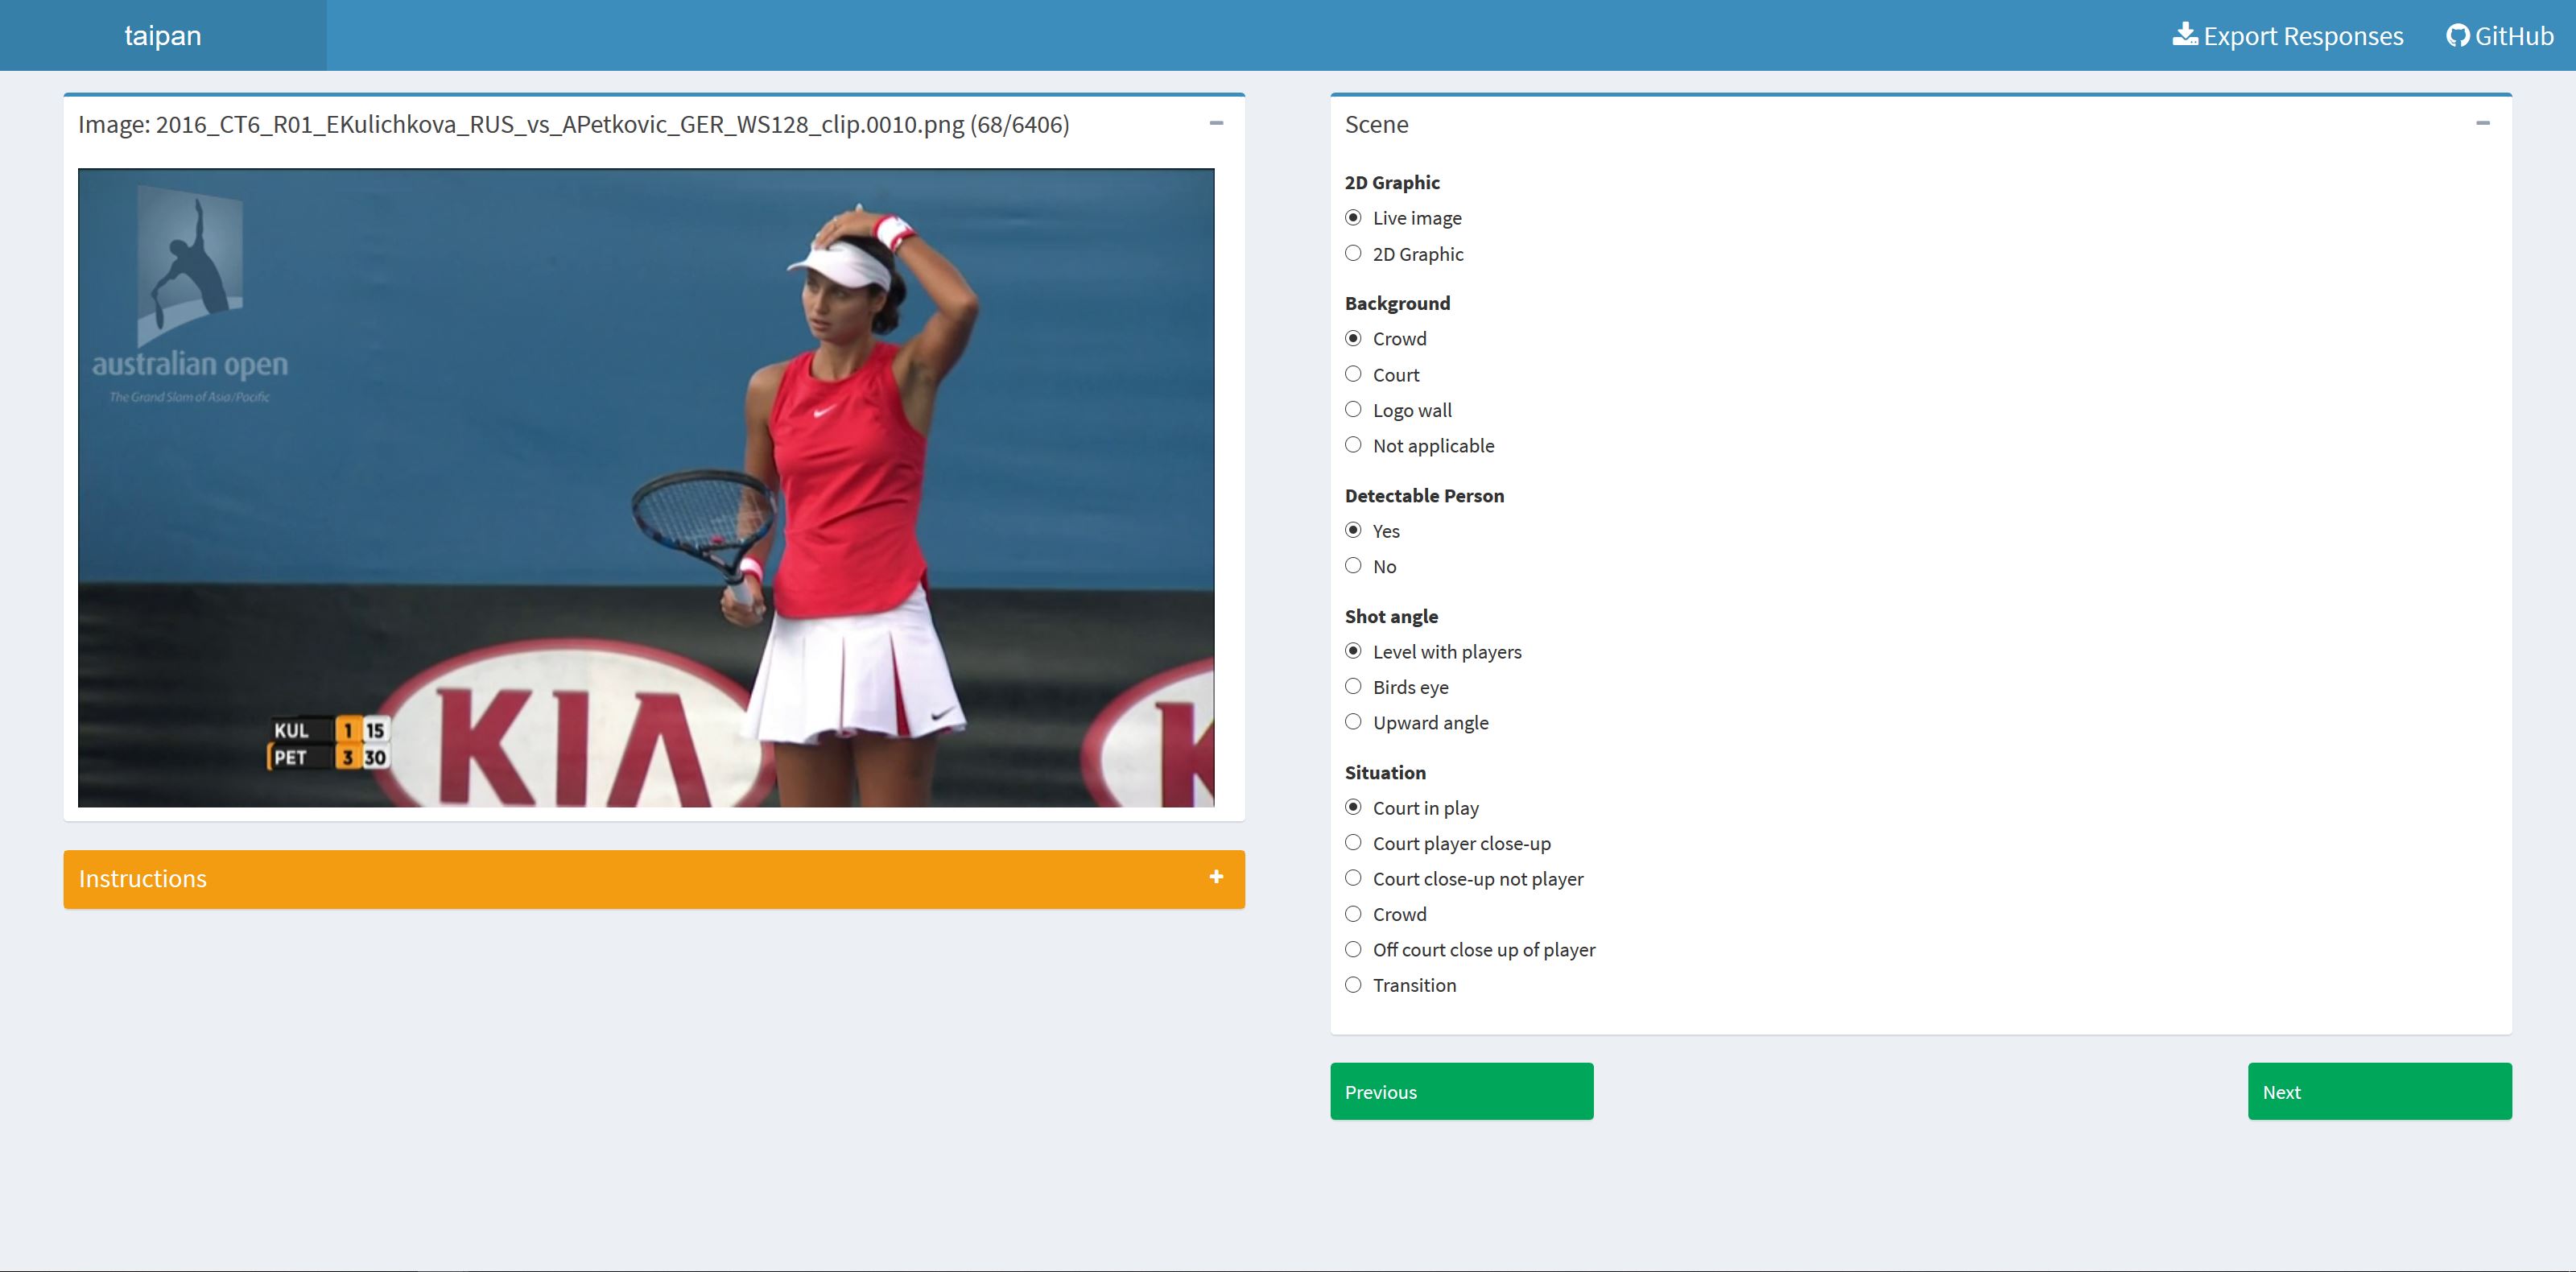 taipan
Export Responses
GitHub
Image: 2016_CT6_R01_EKulichkova_RUS_vs_APetkovic_GER_WS128_clip.0010.png (68/6406)
australian open
The Grand Slam of Asia/Pacific
KUL 1 15
PET 3 30
KIA
K
Instructions
Scene
2D Graphic
Live image
2D Graphic
Background
Crowd
Court
Logo wall
Not applicable
Detectable Person
Yes
No
Shot angle
Level with players
Birds eye
Upward angle
Situation
Court in play
Court player close-up
Court close-up not player
Crowd
Off court close up of player
Transition
Previous
Next